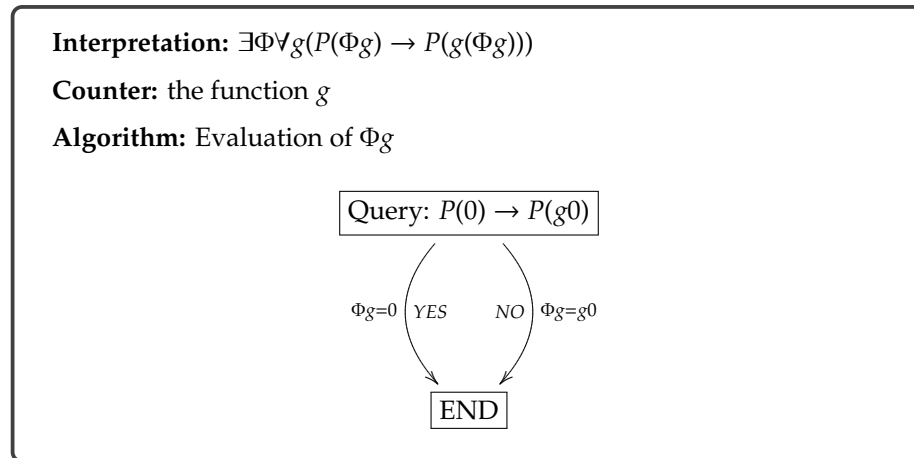 Interpretation: ∃Φ∀g(P(Φg) → P(g(Φg)))
Counter: the function g
Algorithm: Evaluation of Φg
Query: P(0) → P(g0)
Φg=0 YES NO Φg=g0
END